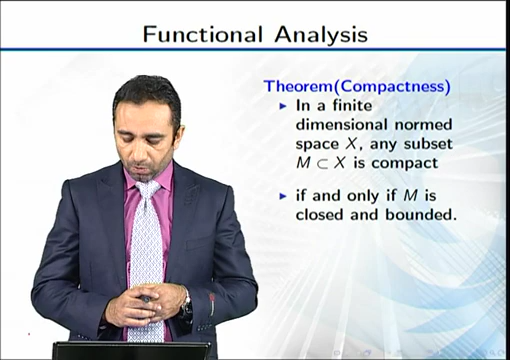 Functional Analysis
Theorem(Compactness)
▶ In a finite
dimensional normed
space X, any subset
M ⊂ X is compact
▶ if and only if M is
closed and bounded.